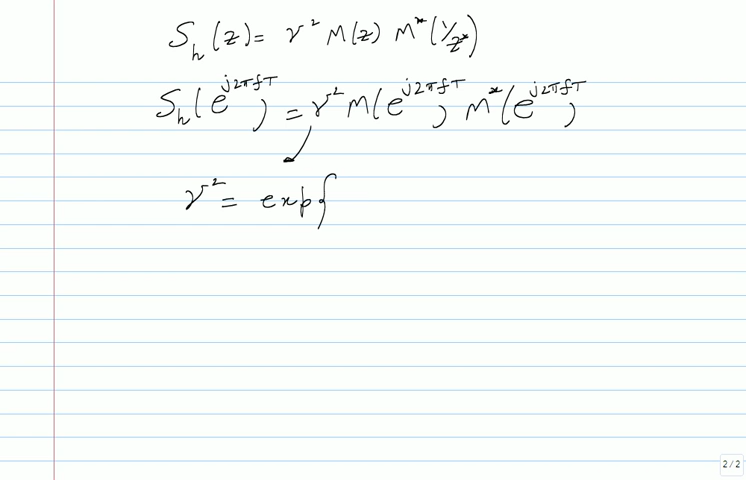 S_h(z) = γ² M(z) M*(1/z*)
S_h(e^{j2πfT}) = γ² M(e^{j2πfT}) M*(e^{j2πfT})
γ² = exp{
2/2